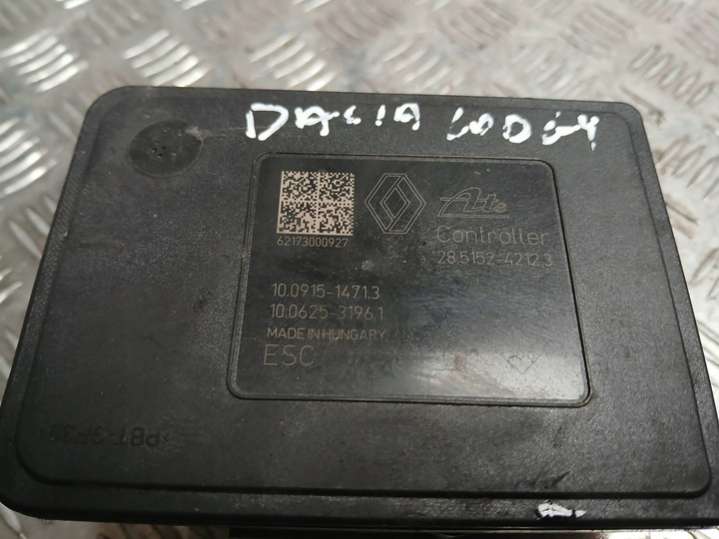 DACIA LODGY
Ate
62173000927
Controller
28.5152-4212.3
10.0915-1471.3
10.0625-3196.1
MADE IN HUNGARY
ESC